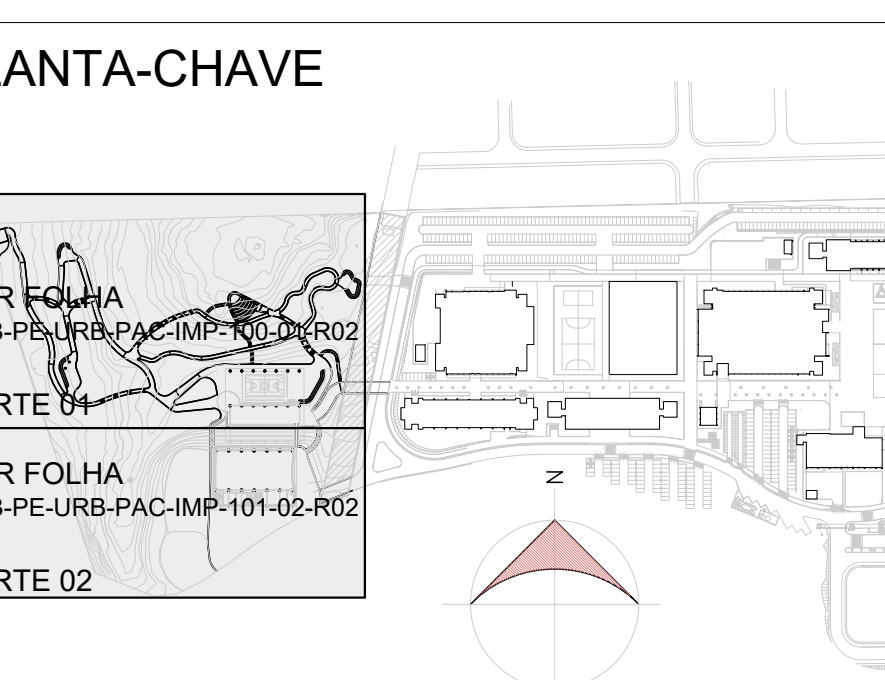 LANTA-CHAVE
R FOLHA
B-PE-URB-PAC-IMP-100-01-R02
RTE 01
R FOLHA
B-PE-URB-PAC-IMP-101-02-R02
RTE 02
N